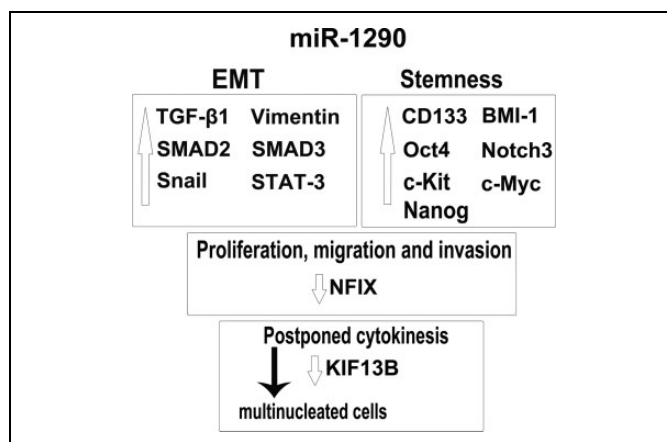 miR-1290
EMT
TGF-β1 Vimentin
SMAD2 SMAD3
Snail STAT-3
Stemness
CD133 BMI-1
Oct4 Notch3
c-Kit c-Myc
Nanog
Proliferation, migration and invasion
NFIX
Postponed cytokinesis
KIF13B
multinucleated cells